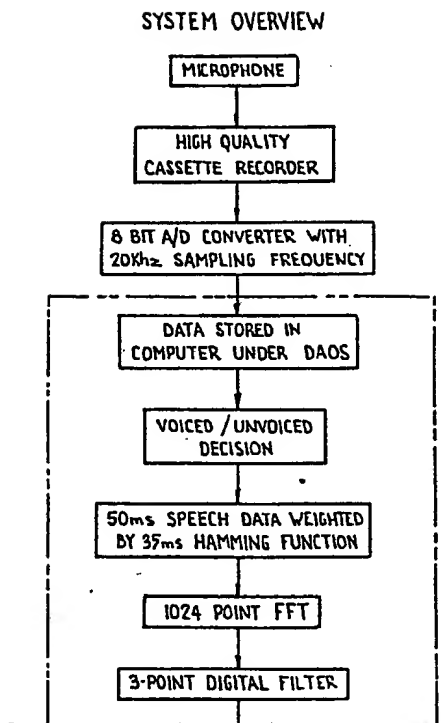 SYSTEM OVERVIEW
MICROPHONE
HIGH QUALITY
CASSETTE RECORDER
8 BIT A/D CONVERTER WITH
20Khz SAMPLING FREQUENCY
DATA STORED IN
COMPUTER UNDER DAOS
VOICED / UNVOICED
DECISION
50ms SPEECH DATA WEIGHTED
BY 35ms HAMMING FUNCTION
1024 POINT FFT
3-POINT DIGITAL FILTER